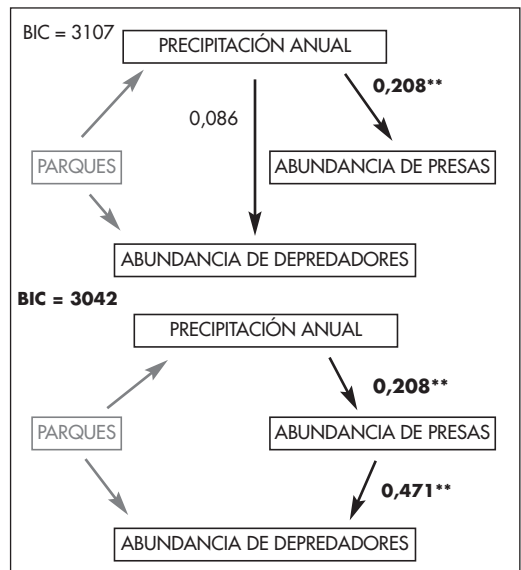 BIC = 3107
PRECIPITACIÓN ANUAL
0,208**
0,086
PARQUES
ABUNDANCIA DE PRESAS
ABUNDANCIA DE DEPREDADORES
BIC = 3042
PRECIPITACIÓN ANUAL
0,208**
PARQUES
ABUNDANCIA DE PRESAS
0,471**
ABUNDANCIA DE DEPREDADORES